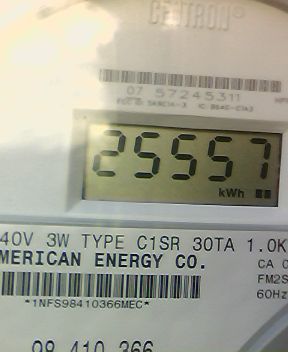 CENTRON®
07 57245311
25557
kWh
40V 3W TYPE C1SR 30TA 1.0K
MERICAN ENERGY CO.
CA
FM2S
60Hz
*1NFS98410366MEC*
98 410 366